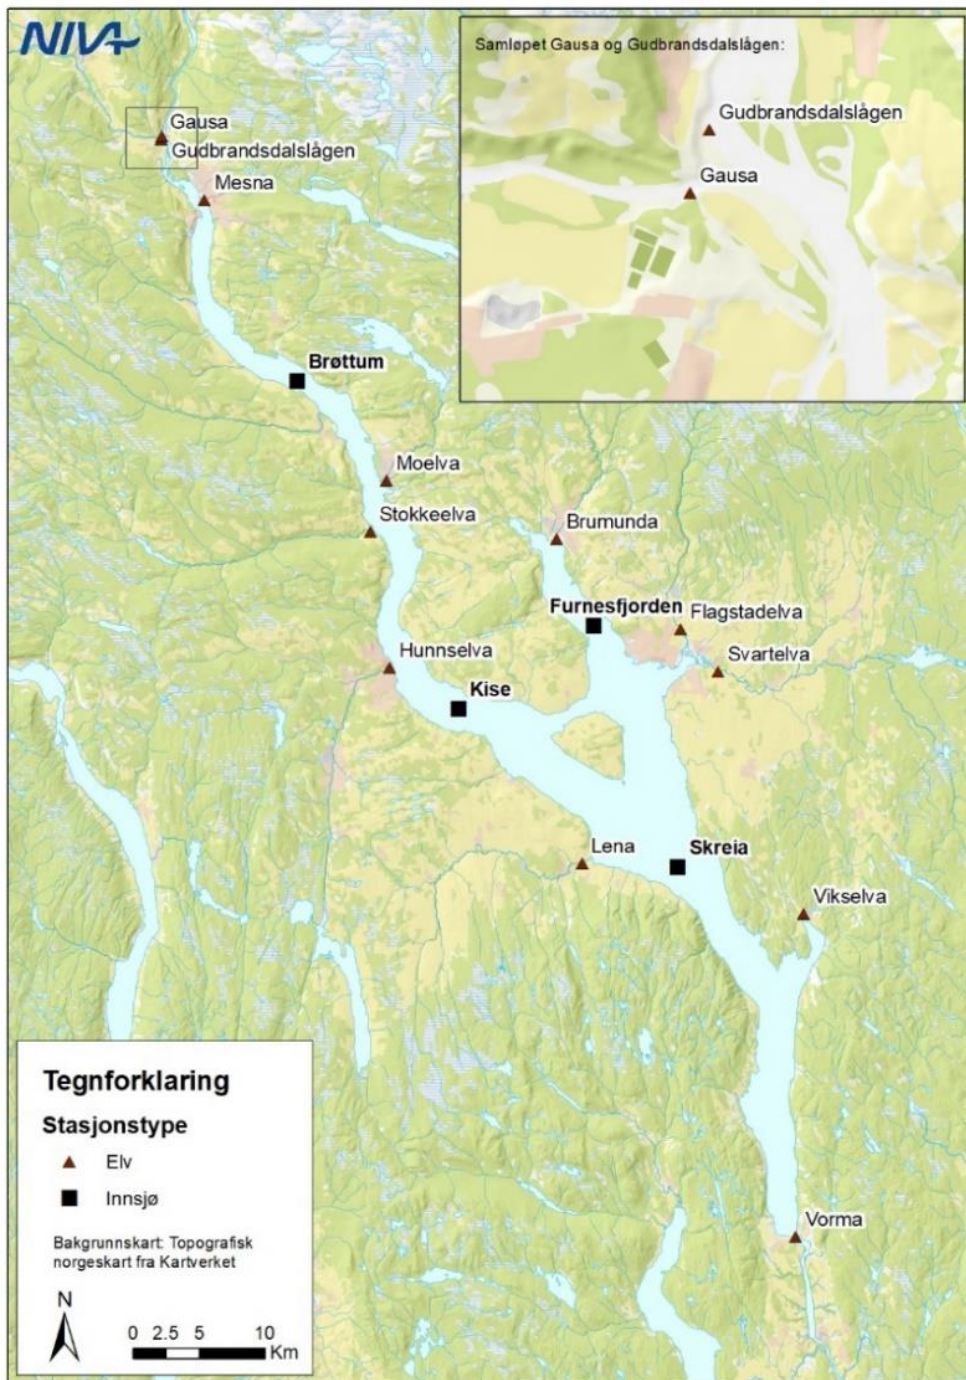 NIVA
Samløpet Gausa og Gudbrandsdalslågen:
Gudbrandsdalslågen
Gausa
Gausa
Gudbrandsdalslågen
Mesna
Brøttum
Moelva
Stokkeelva
Brumunda
Furnesfjorden
Flagstadelva
Hunnselva
Svartelva
Kise
Lena
Skreia
Vikselva
Vorma
Tegnforklaring
Stasjonstype
Elv
Innsjø
Bakgrunnskart: Topografisk
norgeskart fra Kartverket
N
0 2.5 5 10
Km